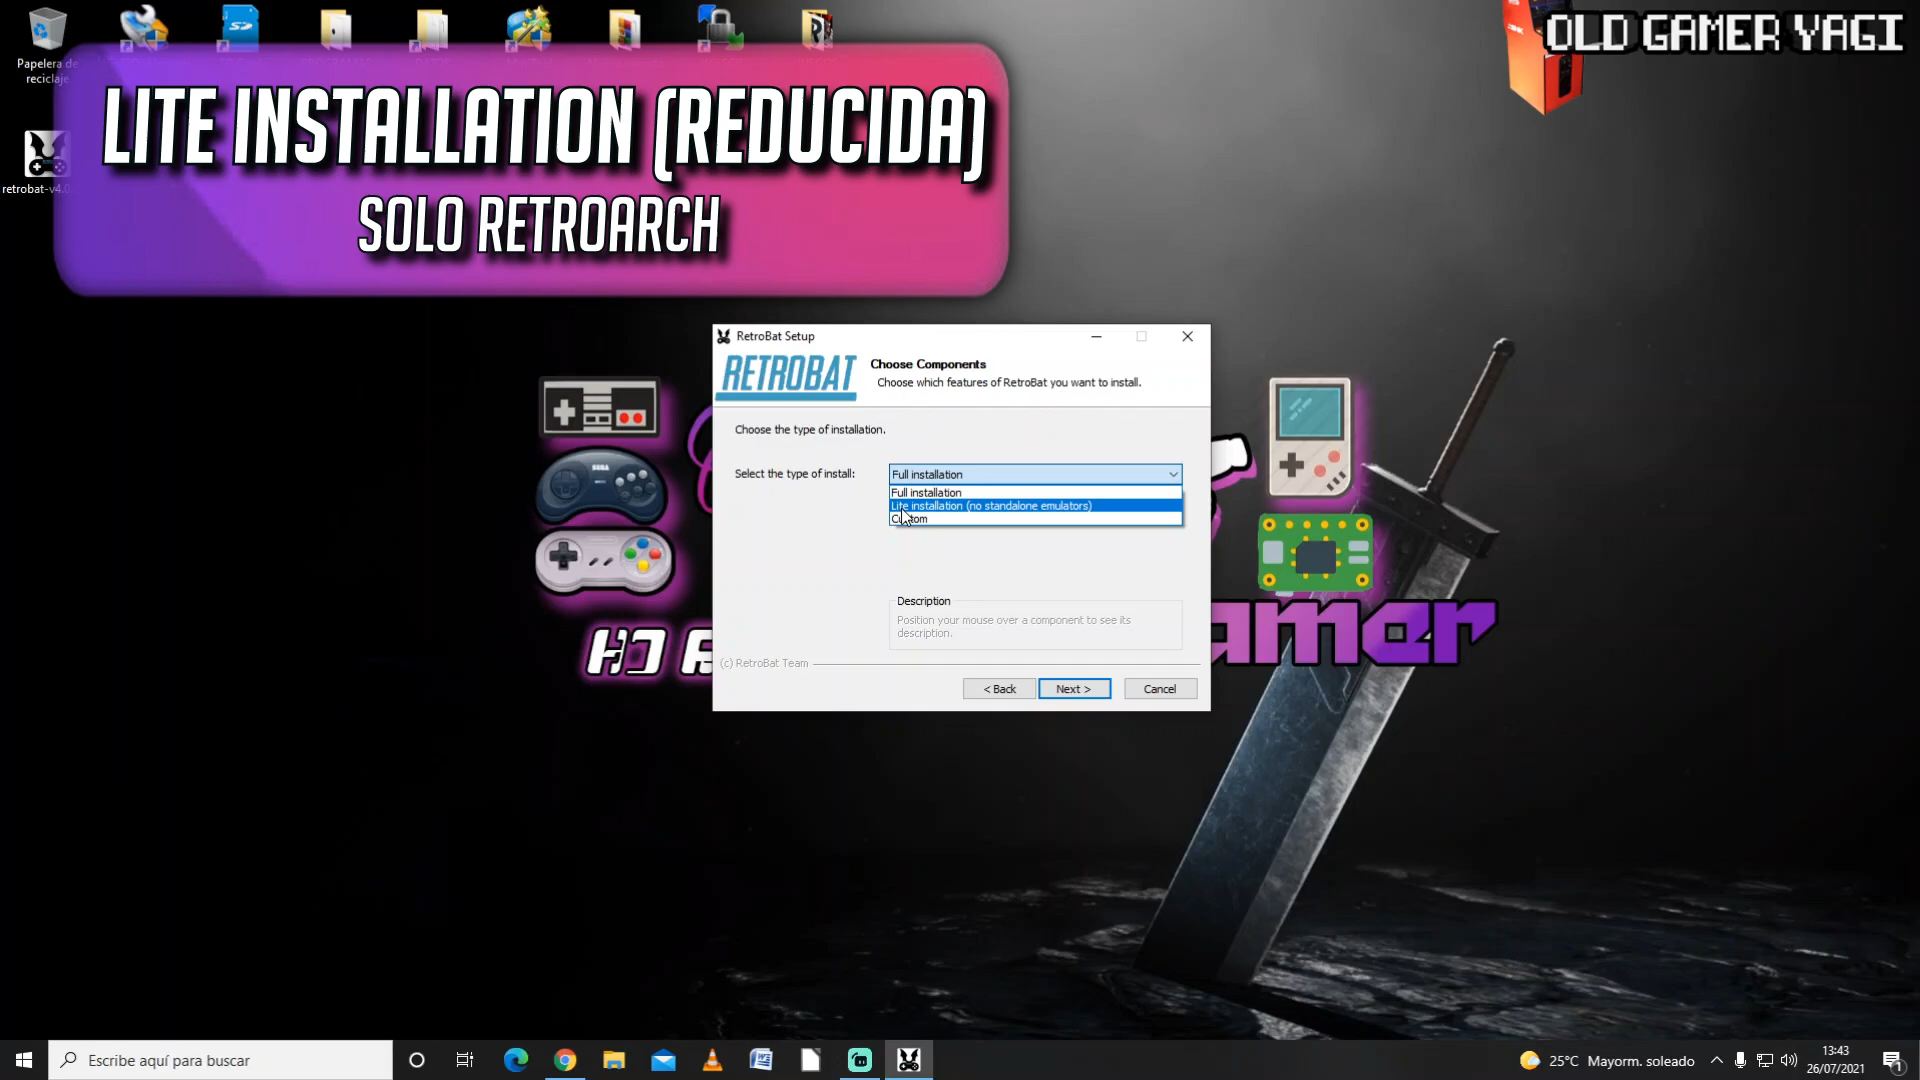 OLD GAMER YAGI
Papelera de
reciclaje
LITE INSTALLATION (REDUCIDA)
SOLO RETROARCH
retrobat-v4.0
SEGA
RetroBat Setup
RETROBAT
Choose Components
Choose which features of RetroBat you want to install.
Choose the type of installation.
Select the type of install:
Full installation
Full installation
Lite installation (no standalone emulators)
Custom
Description
Position your mouse over a component to see its
description.
(c) RetroBat Team
< Back
Next >
Cancel
Escribe aquí para buscar
25°C Mayorm. soleado
13:43
26/07/2021
1